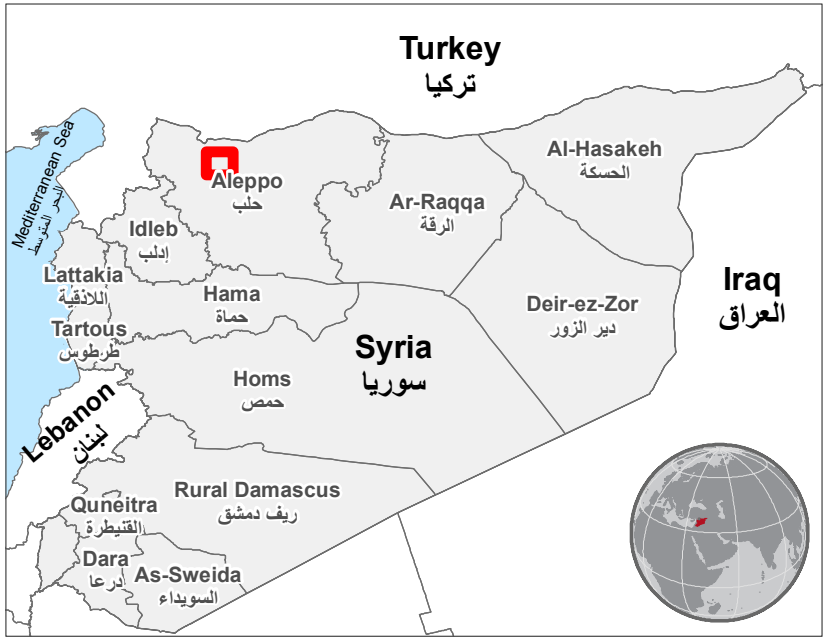 Turkey
تركيا
Mediterranean Sea
البحر المتوسط
Al-Hasakeh
الحسكة
Aleppo
حلب
Ar-Raqqa
الرقة
Idleb
إدلب
Lattakia
اللاذقية
Hama
حماة
Deir-ez-Zor
دير الزور
Iraq
العراق
Tartous
طرطوس
Syria
سوريا
Homs
حمص
Lebanon
لبنان
Rural Damascus
ريف دمشق
Quneitra
القنيطرة
Dara
درعا
As-Sweida
السويداء